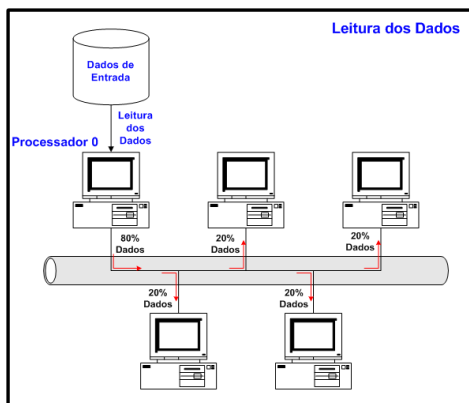 Leitura dos Dados
Dados de
Entrada
Leitura
dos
Dados
Processador 0
80%
Dados
20%
Dados
20%
Dados
20%
Dados
20%
Dados